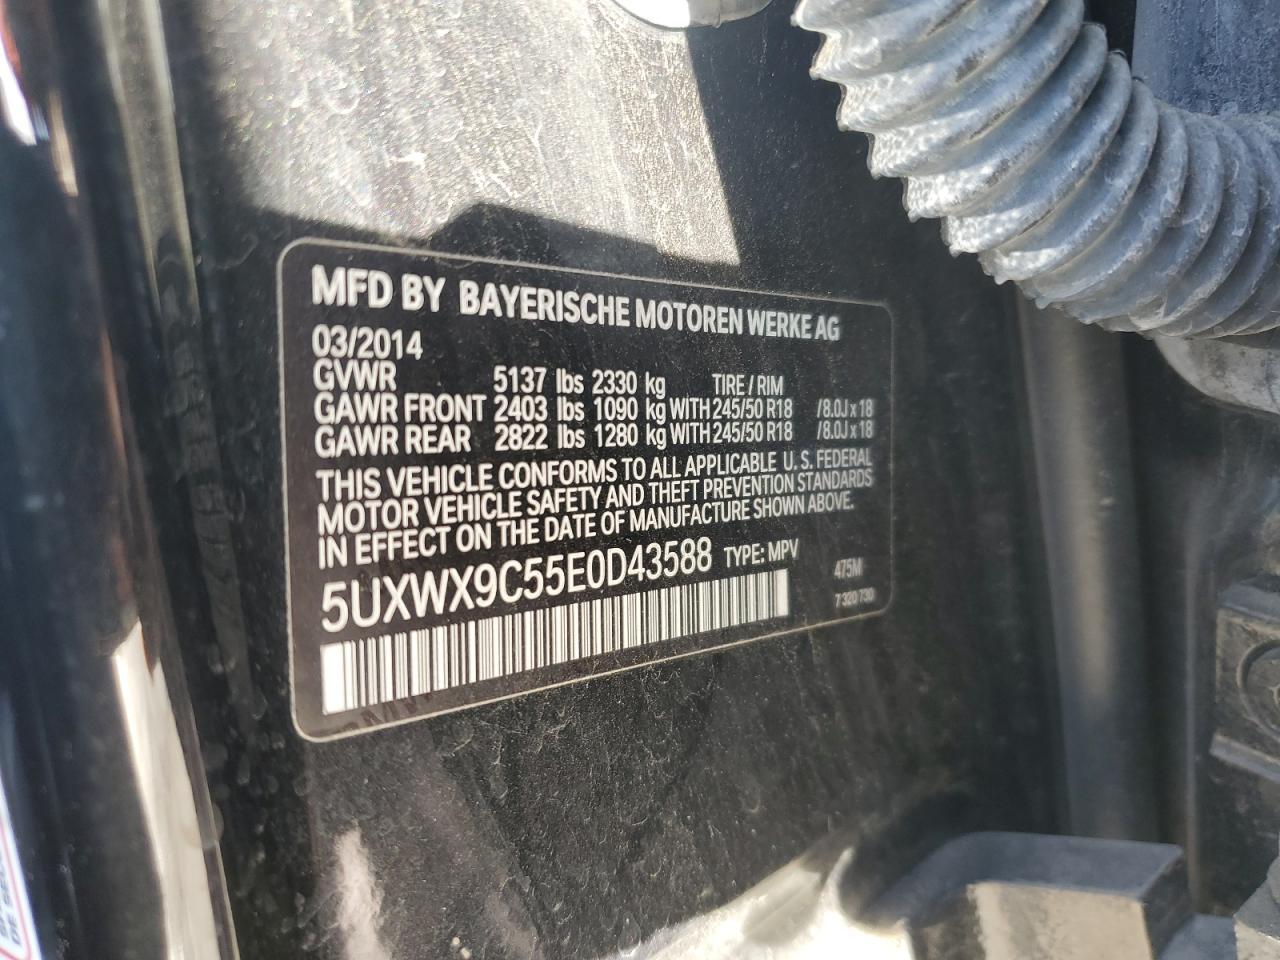 MFD BY BAYERISCHE MOTOREN WERKE AG
03/2014
GVWR 5137 lbs 2330 kg TIRE / RIM
GAWR FRONT 2403 lbs 1090 kg WITH 245/50 R18 /8.0J x 18
GAWR REAR 2822 lbs 1280 kg WITH 245/50 R18 /8.0J x 18
THIS VEHICLE CONFORMS TO ALL APPLICABLE U. S. FEDERAL
MOTOR VEHICLE SAFETY AND THEFT PREVENTION STANDARDS
IN EFFECT ON THE DATE OF MANUFACTURE SHOWN ABOVE.
5UXWX9C55E0D43588 TYPE: MPV
475M
7 320 730